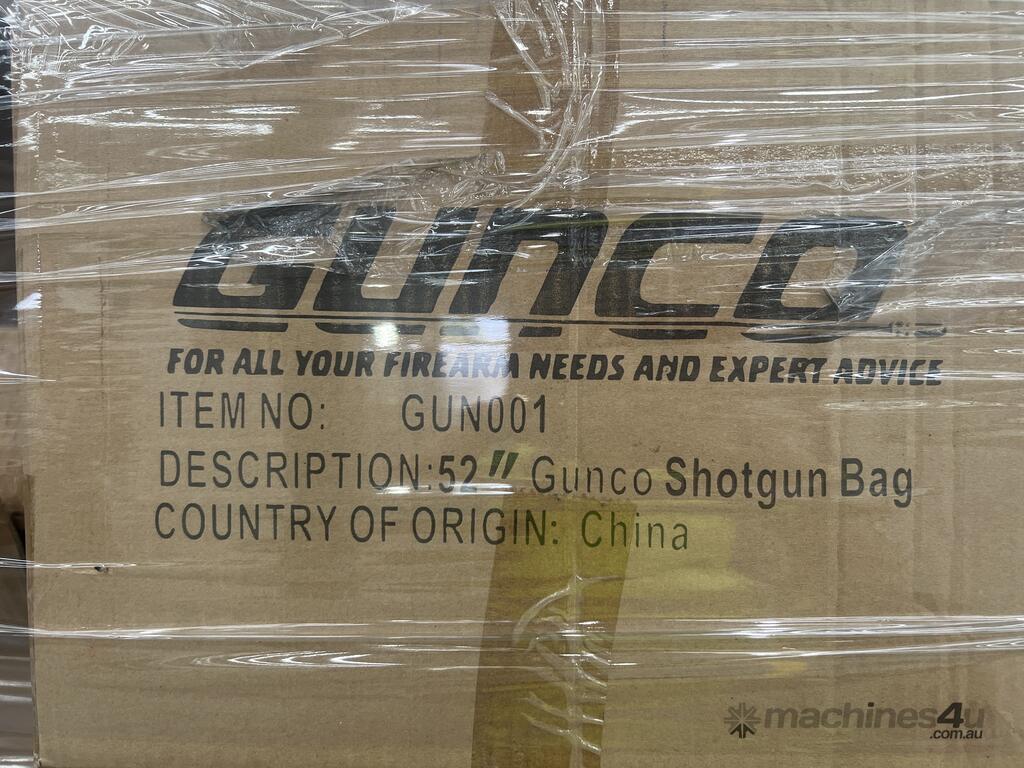 GUNCO
FOR ALL YOUR FIREARM NEEDS AND EXPERT ADVICE
ITEM NO: GUN001
DESCRIPTION:52" Gunco Shotgun Bag
COUNTRY OF ORIGIN: China
machines4u
.com.au